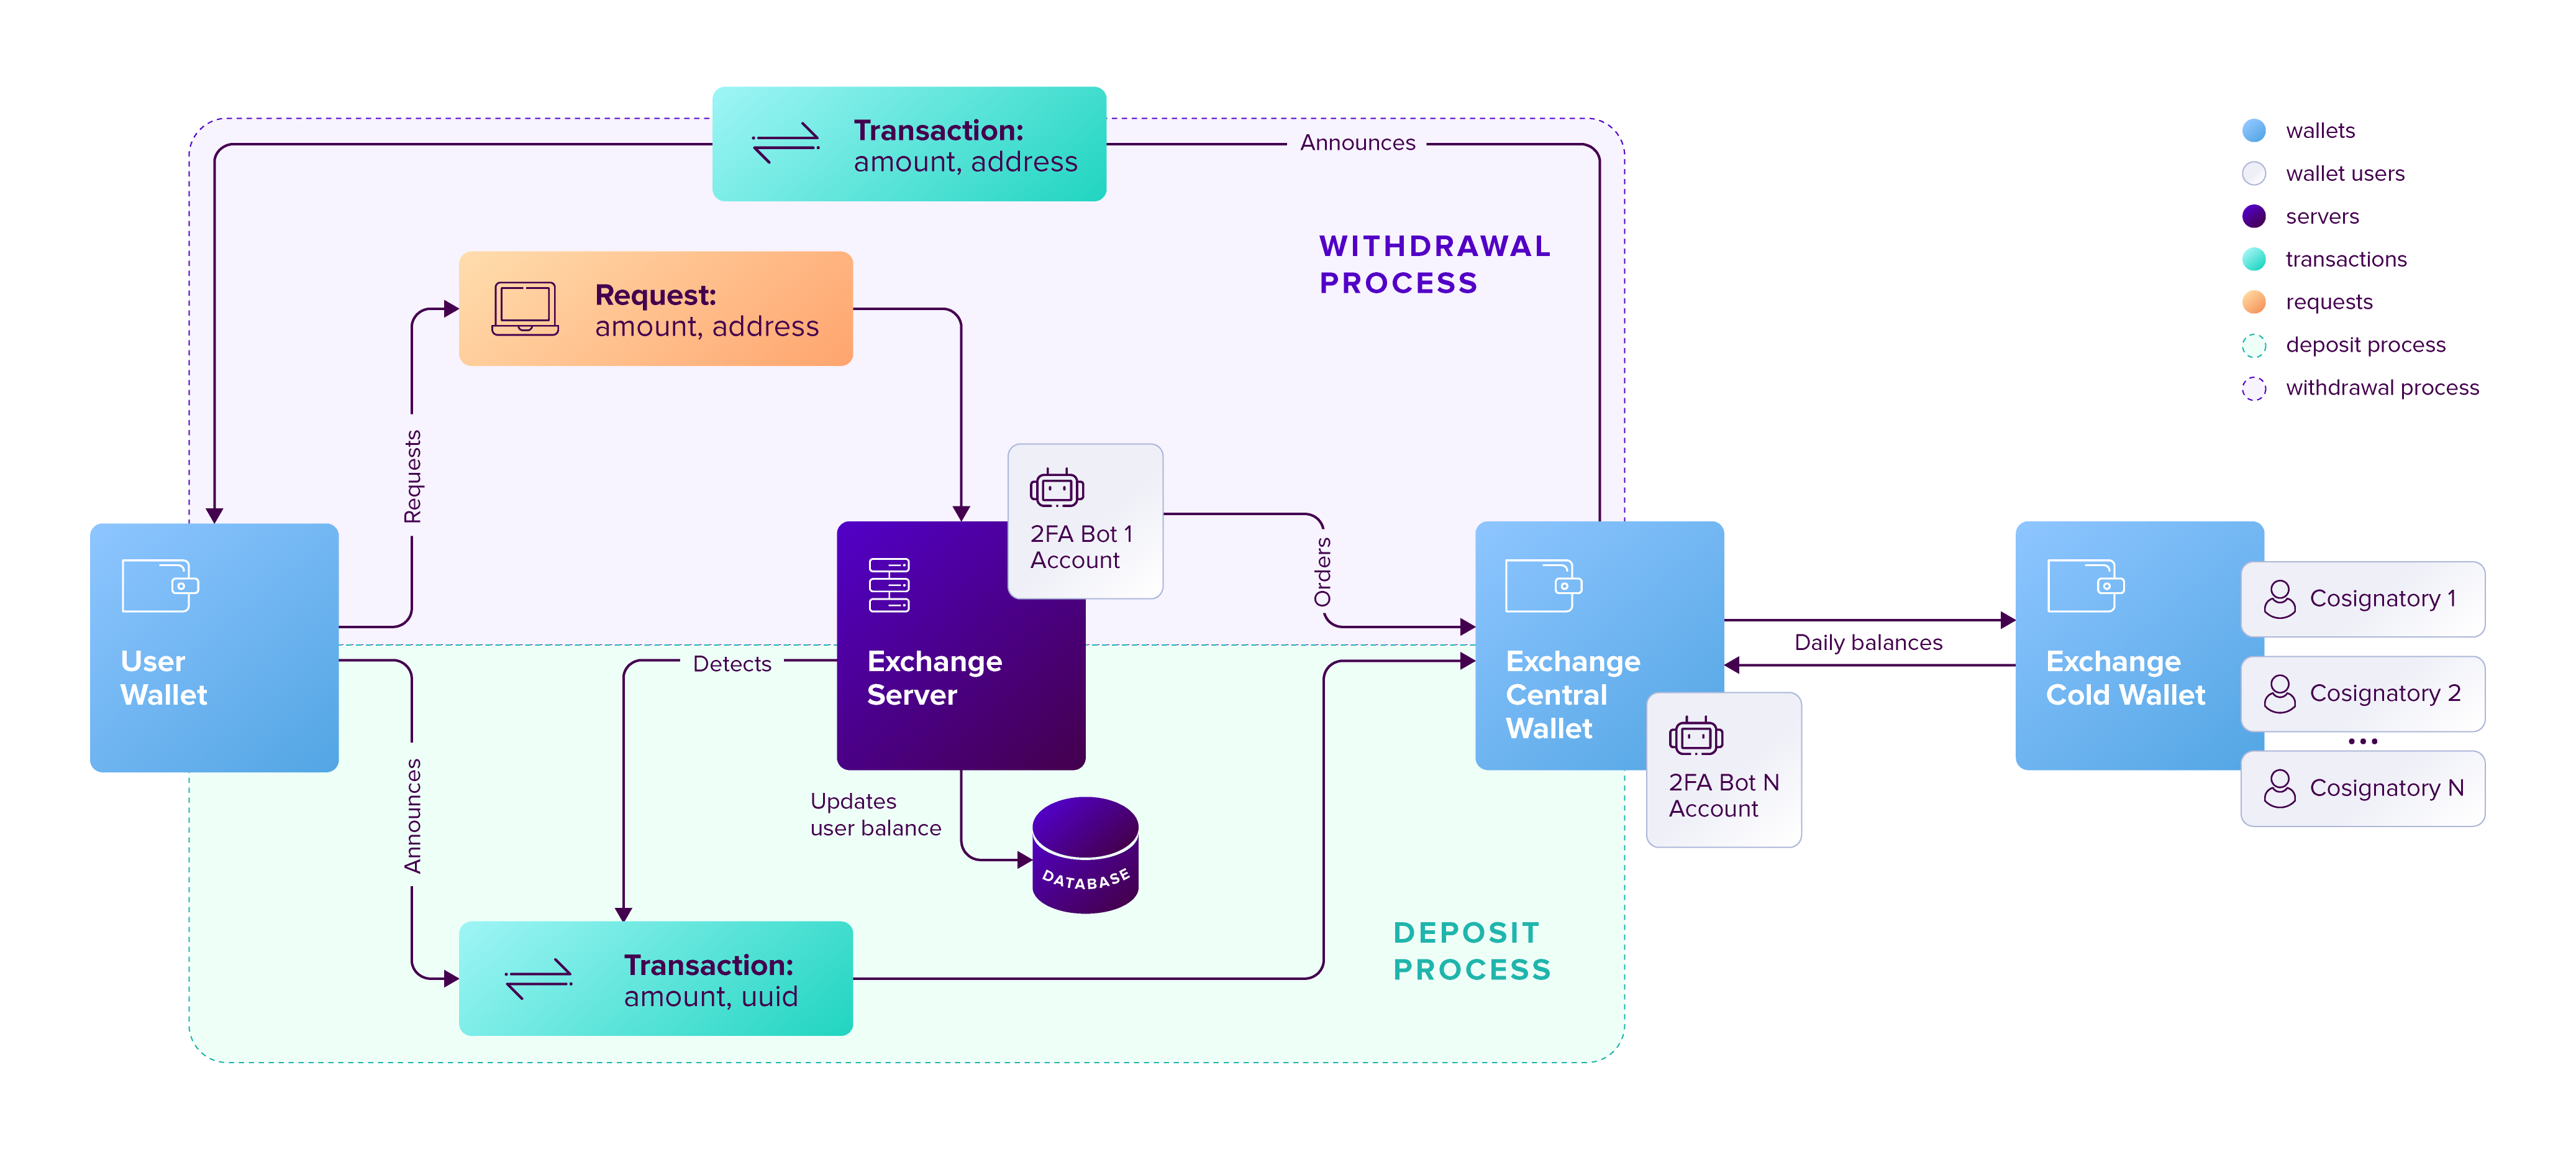 Transaction:
amount, address
Announces
wallets
wallet users
servers
transactions
requests
deposit process
withdrawal process
WITHDRAWAL
PROCESS
Request:
amount, address
Requests
2FA Bot 1
Account
Orders
User
Wallet
Exchange
Server
Detects
Exchange
Central
Wallet
Daily balances
Exchange
Cold Wallet
Cosignatory 1
Cosignatory 2
...
Cosignatory N
2FA Bot N
Account
Announces
Updates
user balance
DATABASE
Transaction:
amount, uuid
DEPOSIT
PROCESS